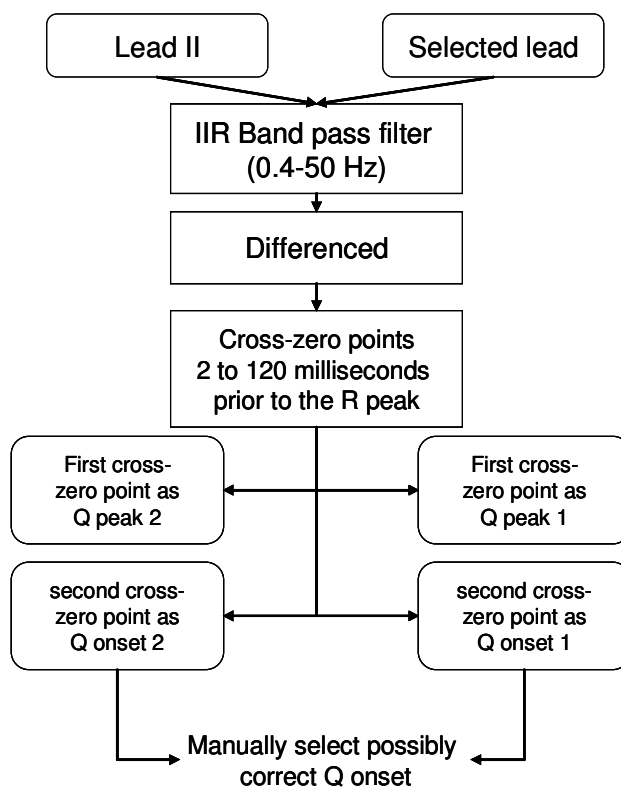 Lead II
Selected lead
IIR Band pass filter
(0.4-50 Hz)
Differenced
Cross-zero points
2 to 120 milliseconds
prior to the R peak
First cross-
zero point as
Q peak 2
First cross-
zero point as
Q peak 1
second cross-
zero point as
Q onset 2
second cross-
zero point as
Q onset 1
Manually select possibly
correct Q onset